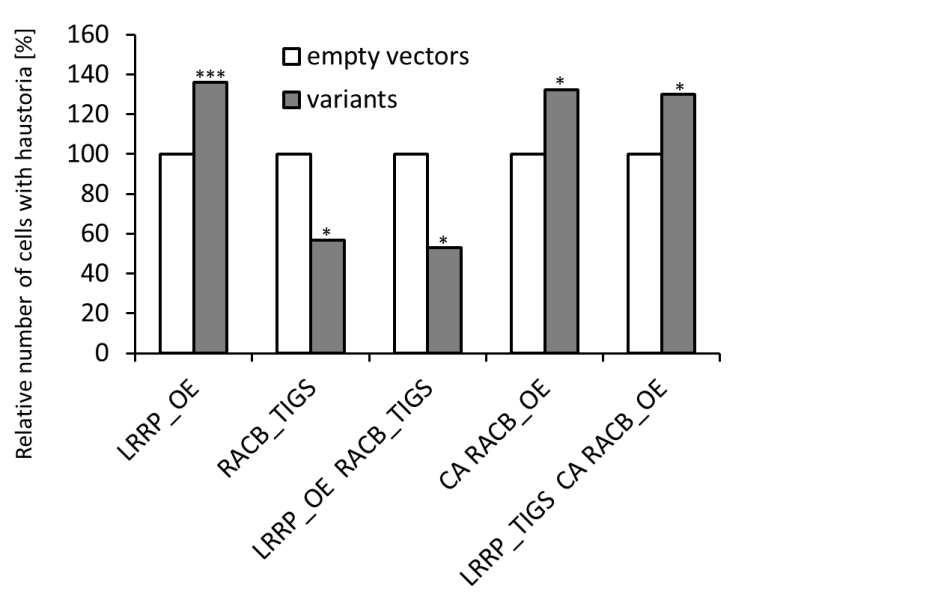 Relative number of cells with haustoria [%]
160
140
120
100
80
60
40
20
0
empty vectors
variants
***
*
*
*
*
LRRP_OE
RACB_TIGS
LRRP_OE RACB_TIGS
CA RACB_OE
LRRP_TIGS CA RACB_OE